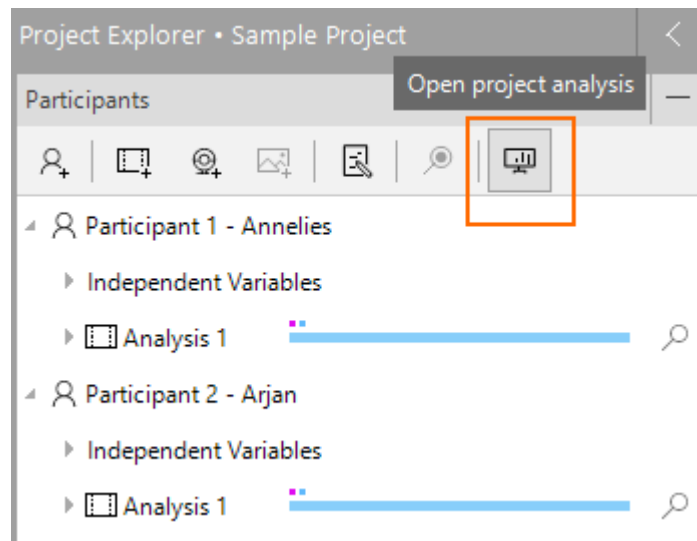 Project Explorer • Sample Project
Open project analysis
Participants
Participant 1 - Annelies
Independent Variables
Analysis 1
Participant 2 - Arjan
Independent Variables
Analysis 1